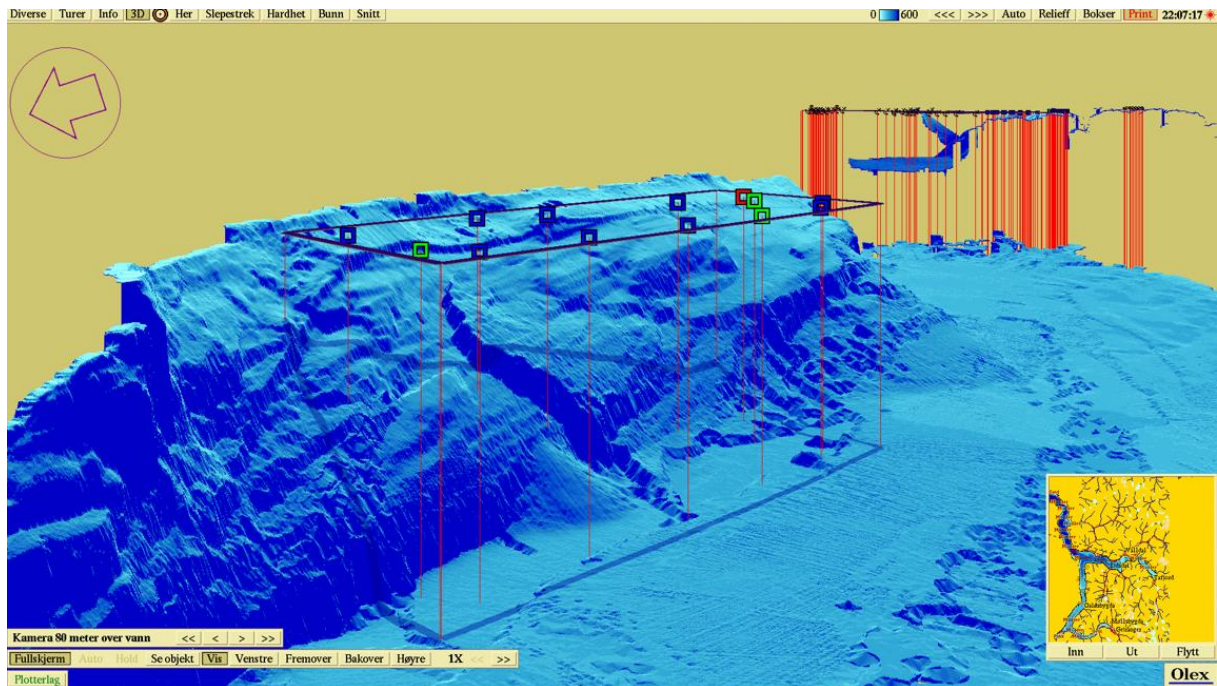 Diverse Turer Info 3D Her Slepestrek Hardhet Bunn Snitt 0 600 <<< >>> Auto Relieff Bokser Print 22:07:17
Tafjord
Geiranger
Kamera 80 meter over vann << < > >>
Fullskjerm Auto Hold Se objekt Vis Venstre Fremover Bakover Høyre 1X << >>
Inn Ut Flytt
Plotterlag
Olex